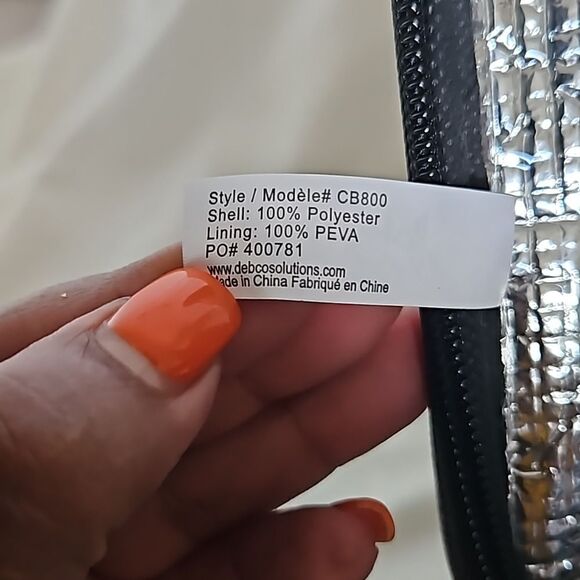 Style / Modèle# CB800
Shell: 100% Polyester
Lining: 100% PEVA
PO# 400781
www.debcosolutions.com
Made in China Fabriqué en Chine